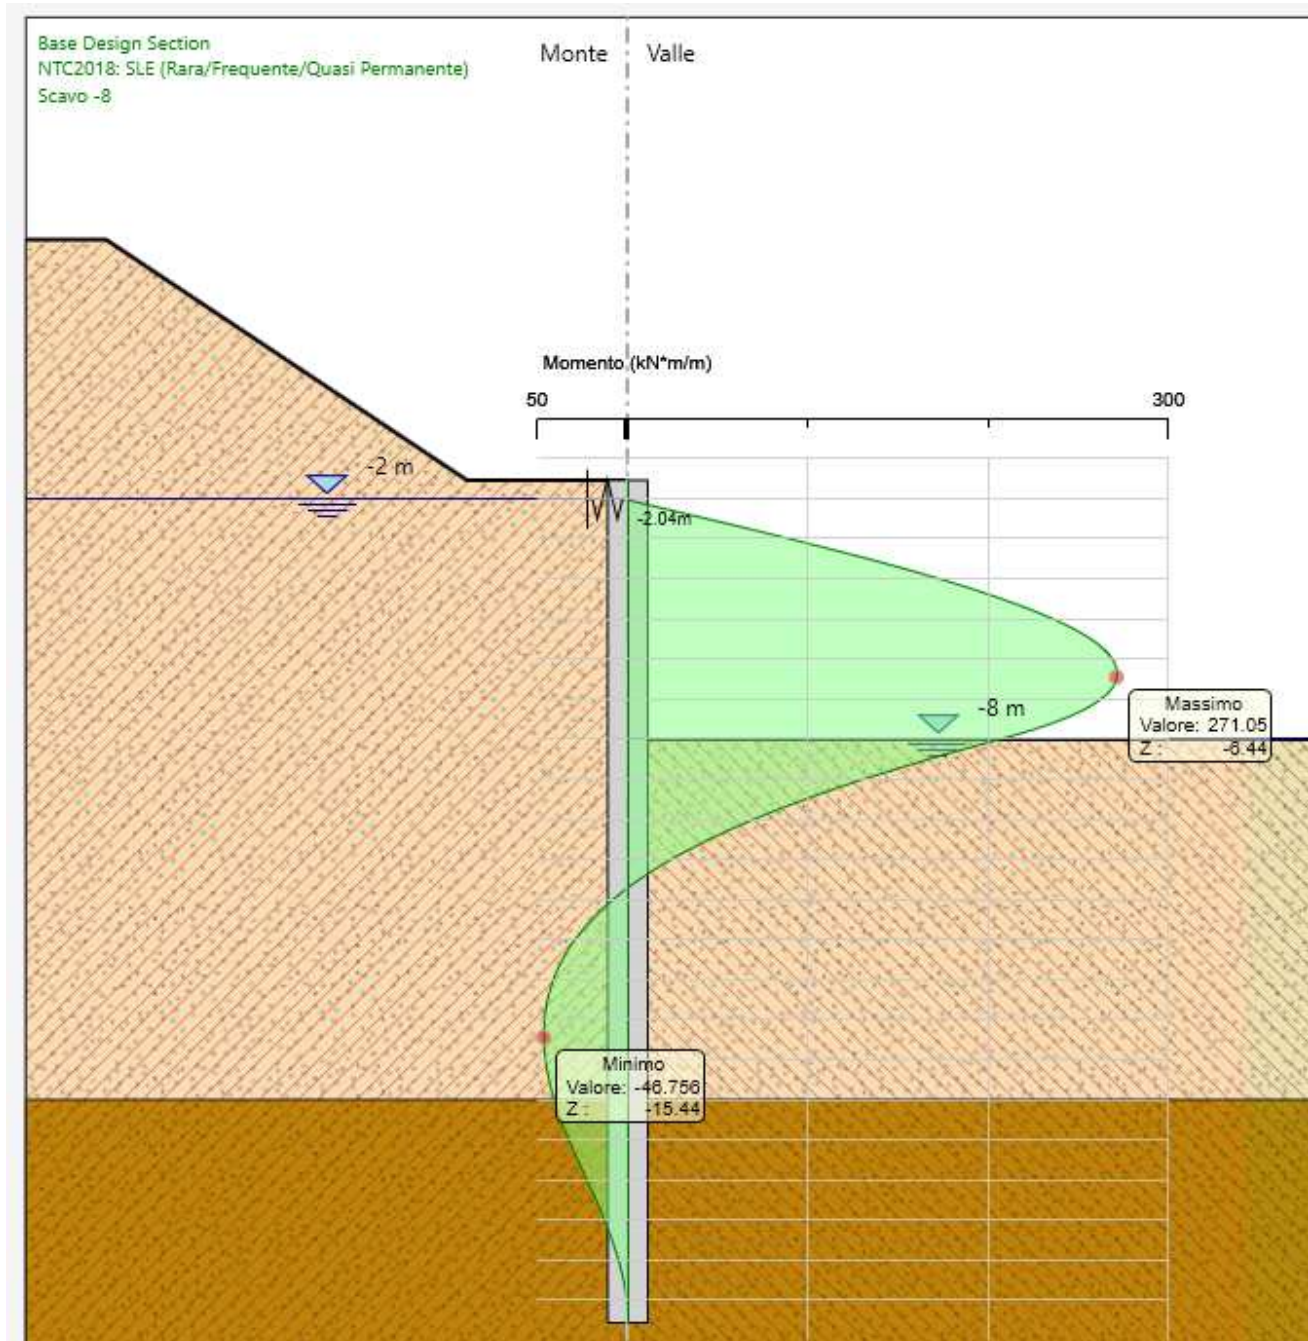 Base Design Section
NTC2018: SLE (Rara/Frequente/Quasi Permanente)
Scavo -8
Monte Valle
Momento (kN*m/m)
50 300
-2 m
-2.04m
-8 m
Massimo
Valore: 271.05
Z : -6.44
Minimo
Valore: -46.756
Z : -15.44